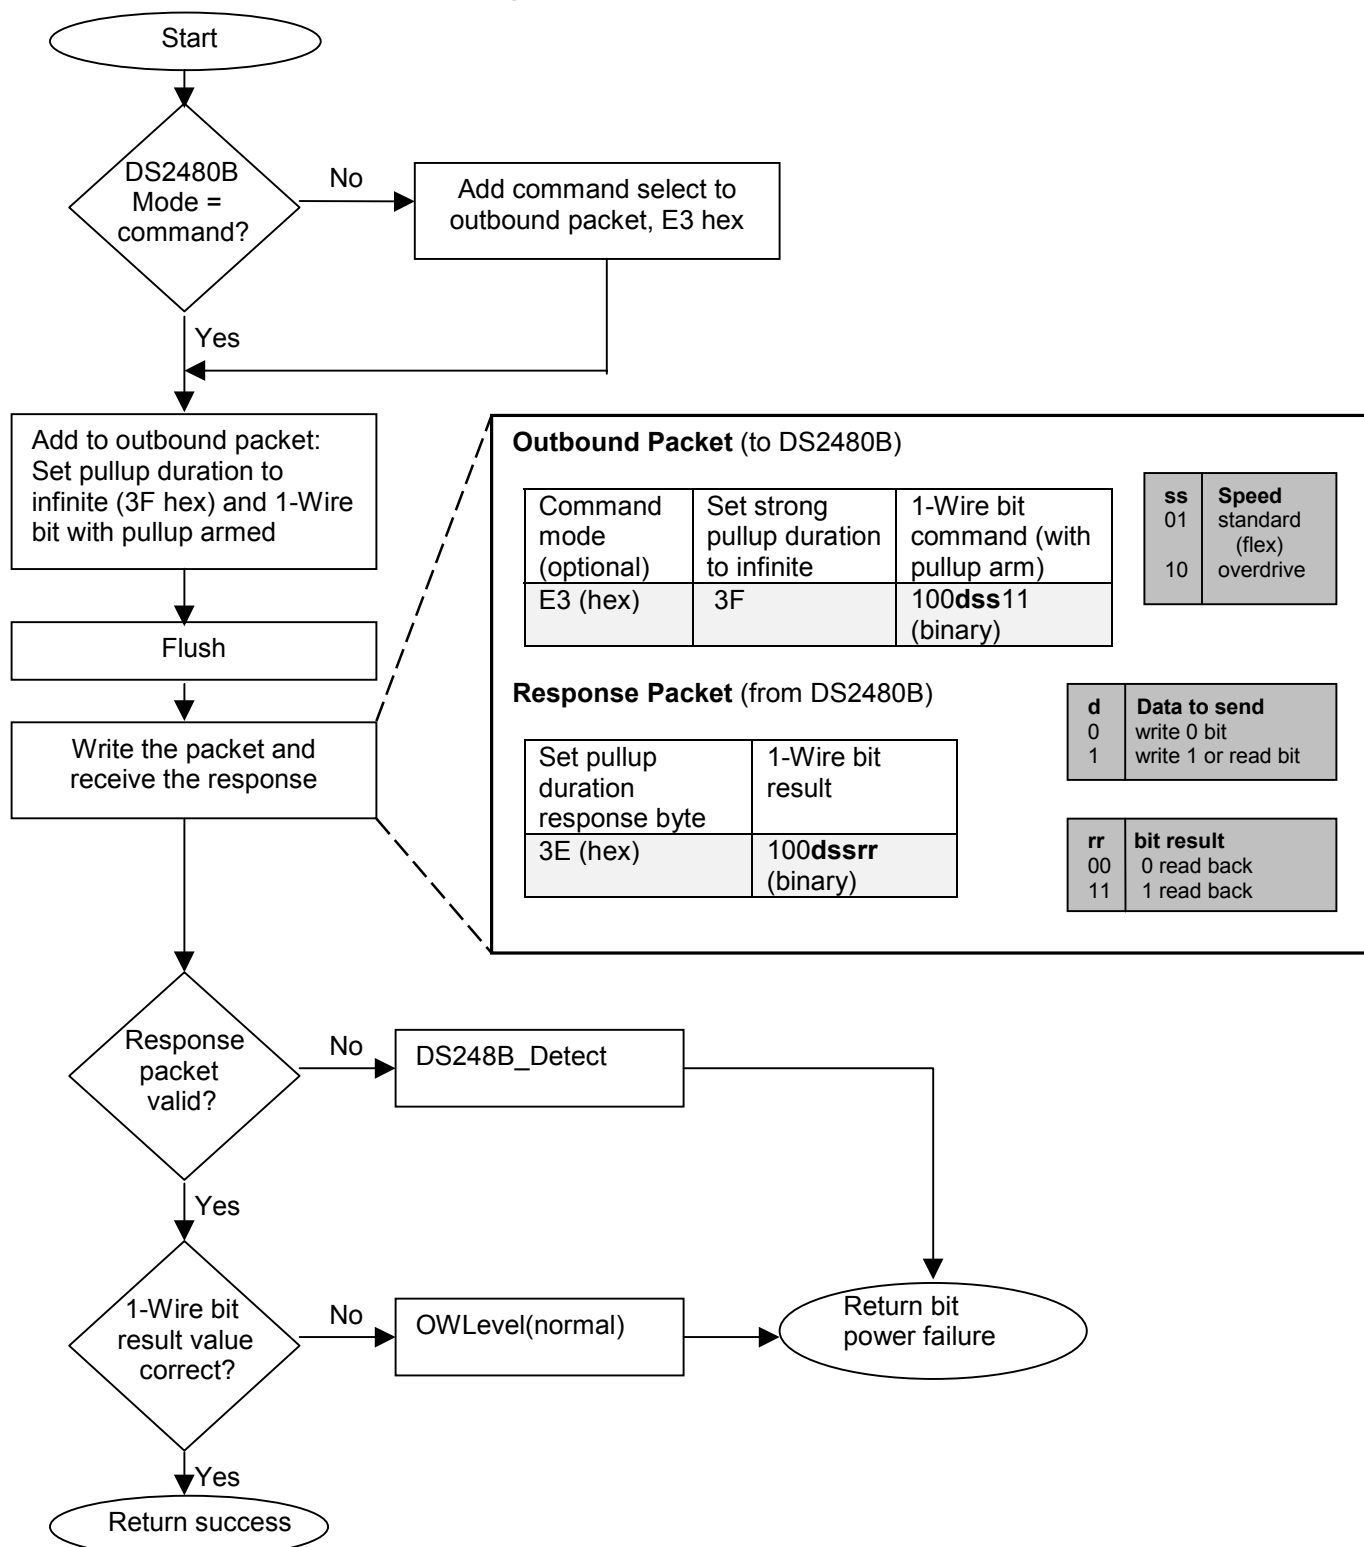 Start
DS2480B
Mode =
command?
No
Add command select to
outbound packet, E3 hex
Yes
Add to outbound packet:
Set pullup duration to
infinite (3F hex) and 1-Wire
bit with pullup armed
Flush
Write the packet and
receive the response
Outbound Packet (to DS2480B)
Command
mode
(optional)
Set strong
pullup duration
to infinite
1-Wire bit
command (with
pullup arm)
E3 (hex)
3F
100dss11
(binary)
ss Speed
01 standard
(flex)
10 overdrive
Response Packet (from DS2480B)
Set pullup
duration
response byte
1-Wire bit
result
3E (hex)
100dssrr
(binary)
d Data to send
0 write 0 bit
1 write 1 or read bit
rr bit result
00 0 read back
11 1 read back
Response
packet
valid?
No
DS248B_Detect
Yes
1-Wire bit
result value
correct?
No
OWLevel(normal)
Return bit
power failure
Yes
Return success